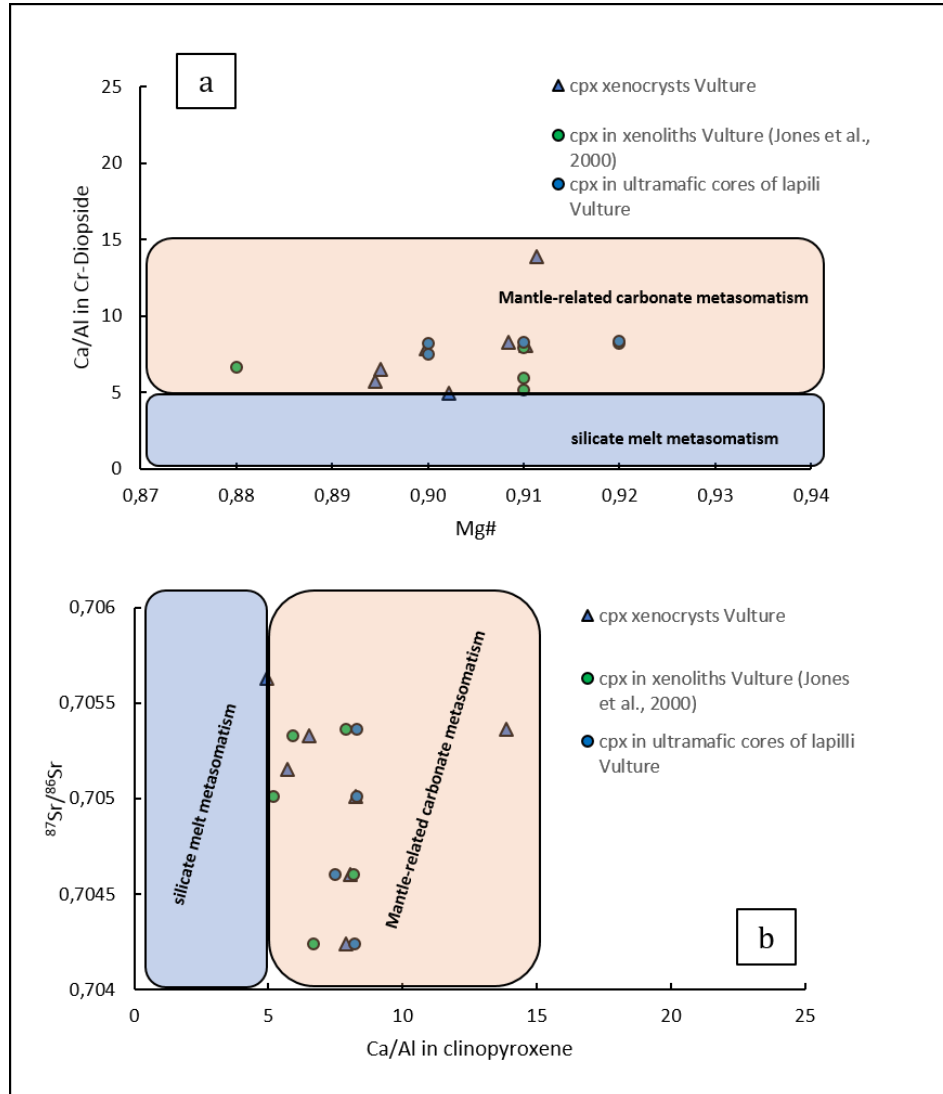 a
25
20
15
10
5
0
Ca/Al in Cr-Diopside
cpx xenocrysts Vulture
cpx in xenoliths Vulture (Jones et al.,
2000)
cpx in ultramafic cores of lapili
Vulture
Mantle-related carbonate metasomatism
silicate melt metasomatism
0,87 0,88 0,89 0,90 0,91 0,92 0,93 0,94
Mg#
0,706
0,7055
0,705
0,7045
0,704
87Sr/86Sr
silicate melt metasomatism
Mantle-related carbonate metasomatism
cpx xenocrysts Vulture
cpx in xenoliths Vulture (Jones
et al., 2000)
cpx in ultramafic cores of lapilli
Vulture
b
0 5 10 15 20 25
Ca/Al in clinopyroxene